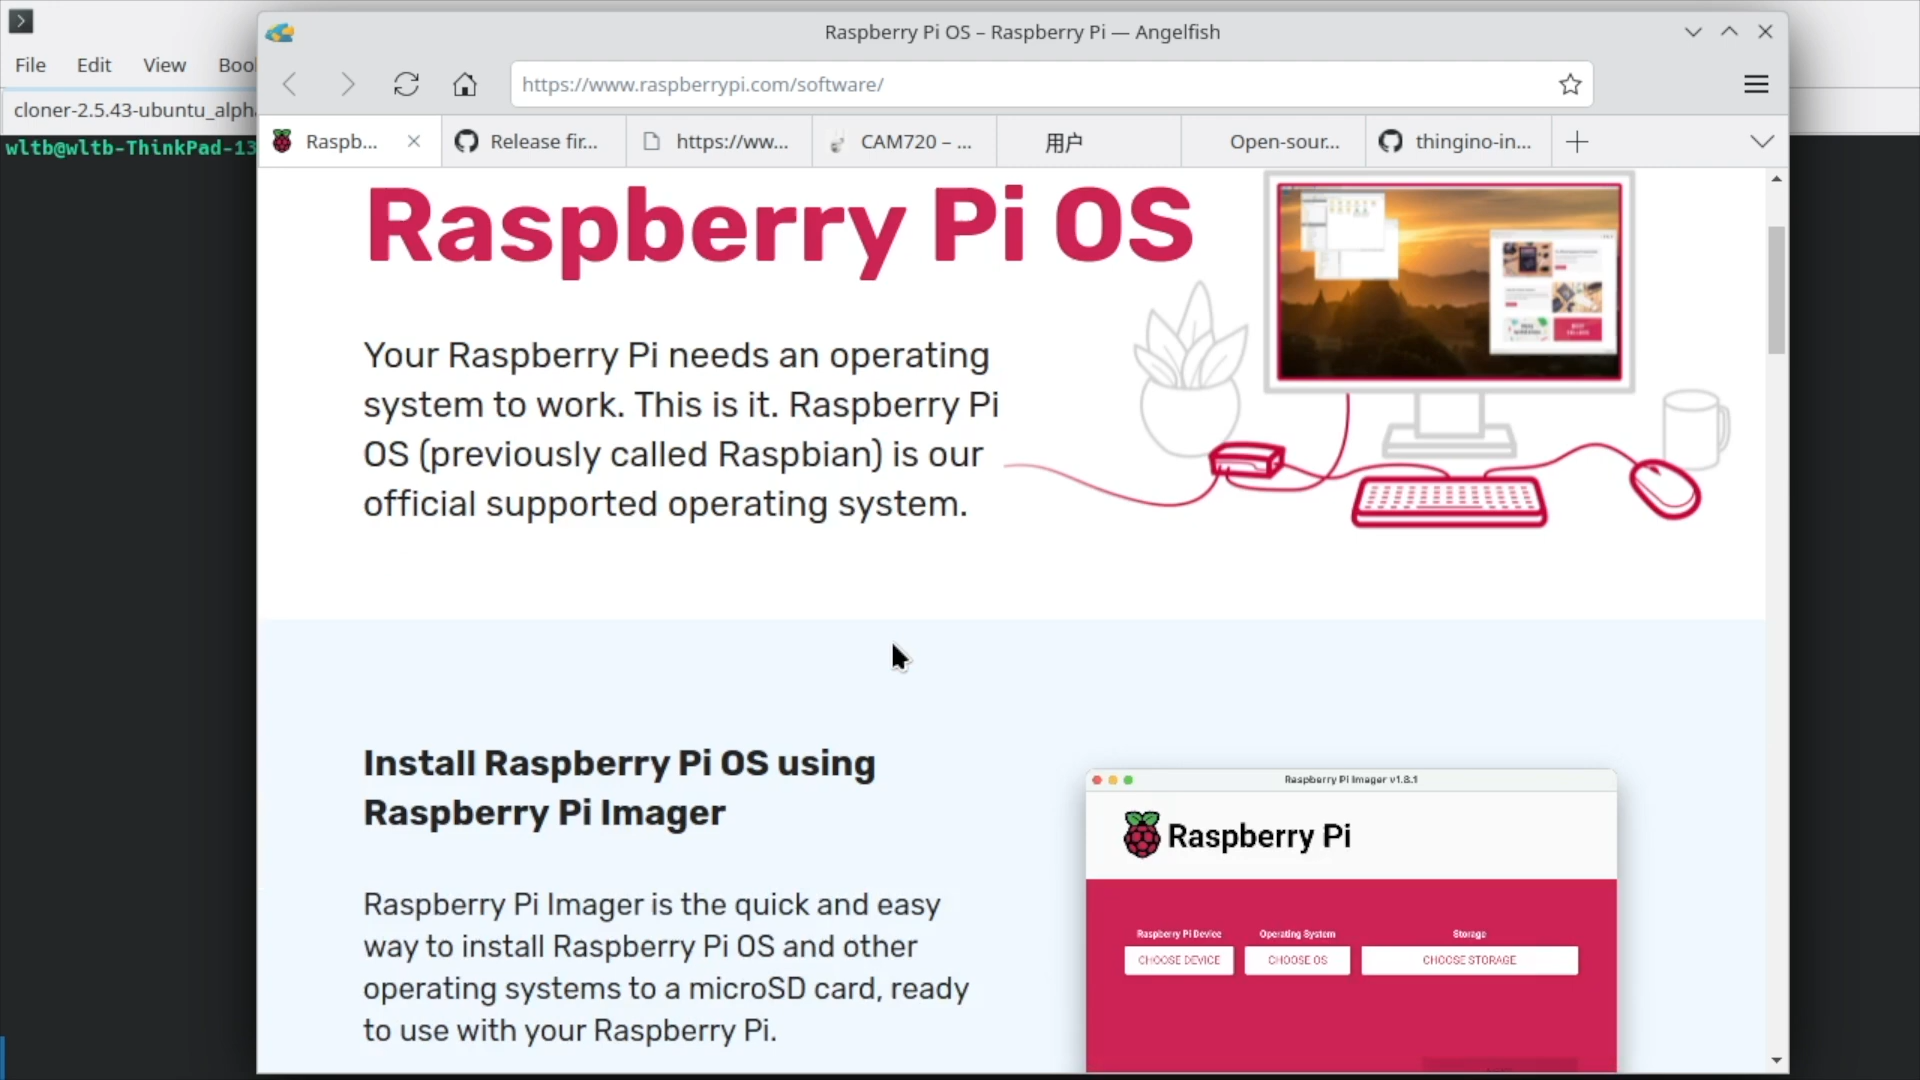 Raspberry Pi OS – Raspberry Pi — Angelfish
File Edit View Boo
https://www.raspberrypi.com/software/
cloner-2.5.43-ubuntu_alph
Raspb... Release fir... https://ww... CAM720 – ... 用户 Open-sour... thingino-in...
wltb@wltb-ThinkPad-13
Raspberry Pi OS
Your Raspberry Pi needs an operating
system to work. This is it. Raspberry Pi
OS (previously called Raspbian) is our
official supported operating system.
Install Raspberry Pi OS using
Raspberry Pi Imager
Raspberry Pi Imager is the quick and easy
way to install Raspberry Pi OS and other
operating systems to a microSD card, ready
to use with your Raspberry Pi.
Raspberry Pi Imager v1.8.1
Raspberry Pi
Raspberry Pi Device Operating System Storage
CHOOSE DEVICE CHOOSE OS CHOOSE STORAGE